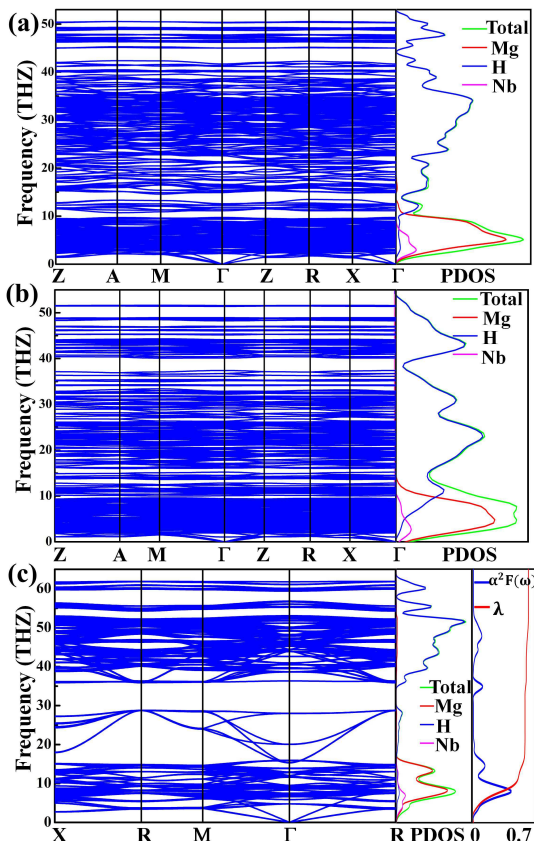 (a)
Frequency (THZ)
50
40
30
20
10
0
Total
Mg
H
Nb
Z A M Γ Z R X Γ PDOS
(b)
Frequency (THZ)
50
40
30
20
10
0
Total
Mg
H
Nb
Z A M Γ Z R X Γ PDOS
(c)
Frequency (THZ)
60
50
40
30
20
10
0
α²F(ω)
λ
Total
Mg
H
Nb
X R M Γ R PDOS 0 0.7